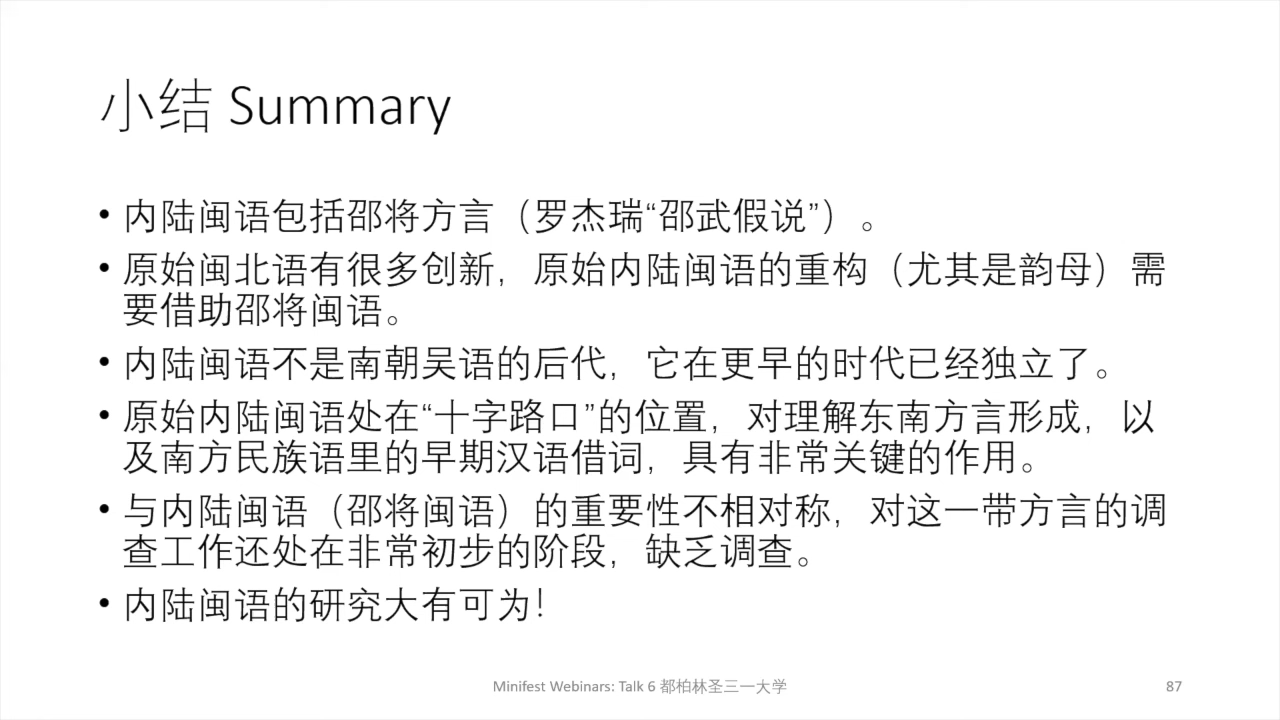 小结 Summary
• 内陆闽语包括邵将方言（罗杰瑞“邵武假说”）。
• 原始闽北语有很多创新，原始内陆闽语的重构（尤其是韵母）需
要借助邵将闽语。
• 内陆闽语不是南朝吴语的后代，它在更早的时代已经独立了。
• 原始内陆闽语处在“十字路口”的位置，对理解东南方言形成，以
及南方民族语里的早期汉语借词，具有非常关键的作用。
• 与内陆闽语（邵将闽语）的重要性不相对称，对这一带方言的调
查工作还处在非常初步的阶段，缺乏调查。
• 内陆闽语的研究大有可为！
Minifest Webinars: Talk 6 都柏林圣三一大学
87